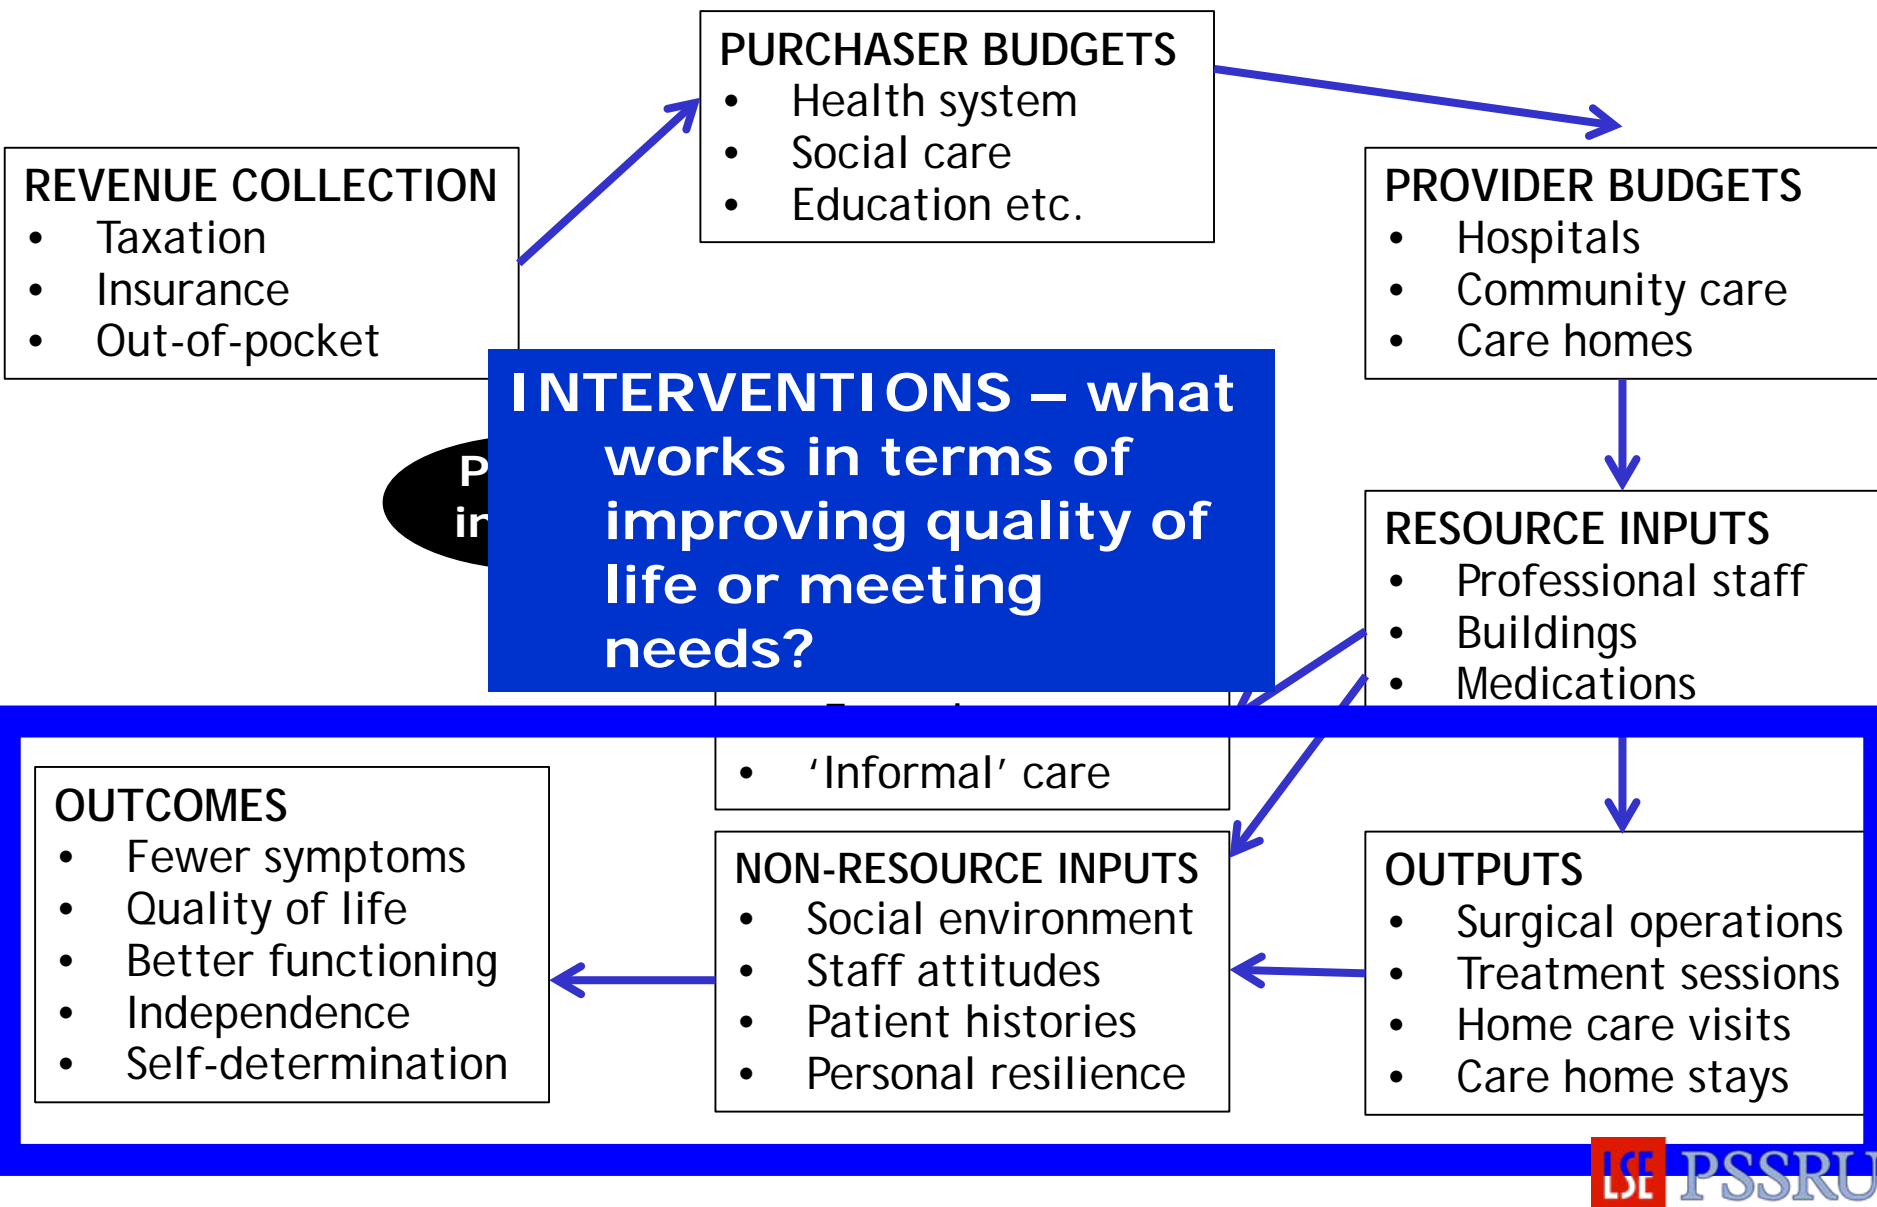 PURCHASER BUDGETS
• Health system
• Social care
• Education etc.
REVENUE COLLECTION
• Taxation
• Insurance
• Out-of-pocket
PROVIDER BUDGETS
• Hospitals
• Community care
• Care homes
INTERVENTIONS – what
works in terms of
improving quality of
life or meeting
needs?
RESOURCE INPUTS
• Professional staff
• Buildings
• Medications
• ‘Informal’ care
OUTCOMES
• Fewer symptoms
• Quality of life
• Better functioning
• Independence
• Self-determination
NON-RESOURCE INPUTS
• Social environment
• Staff attitudes
• Patient histories
• Personal resilience
OUTPUTS
• Surgical operations
• Treatment sessions
• Home care visits
• Care home stays
LSE PSSRU